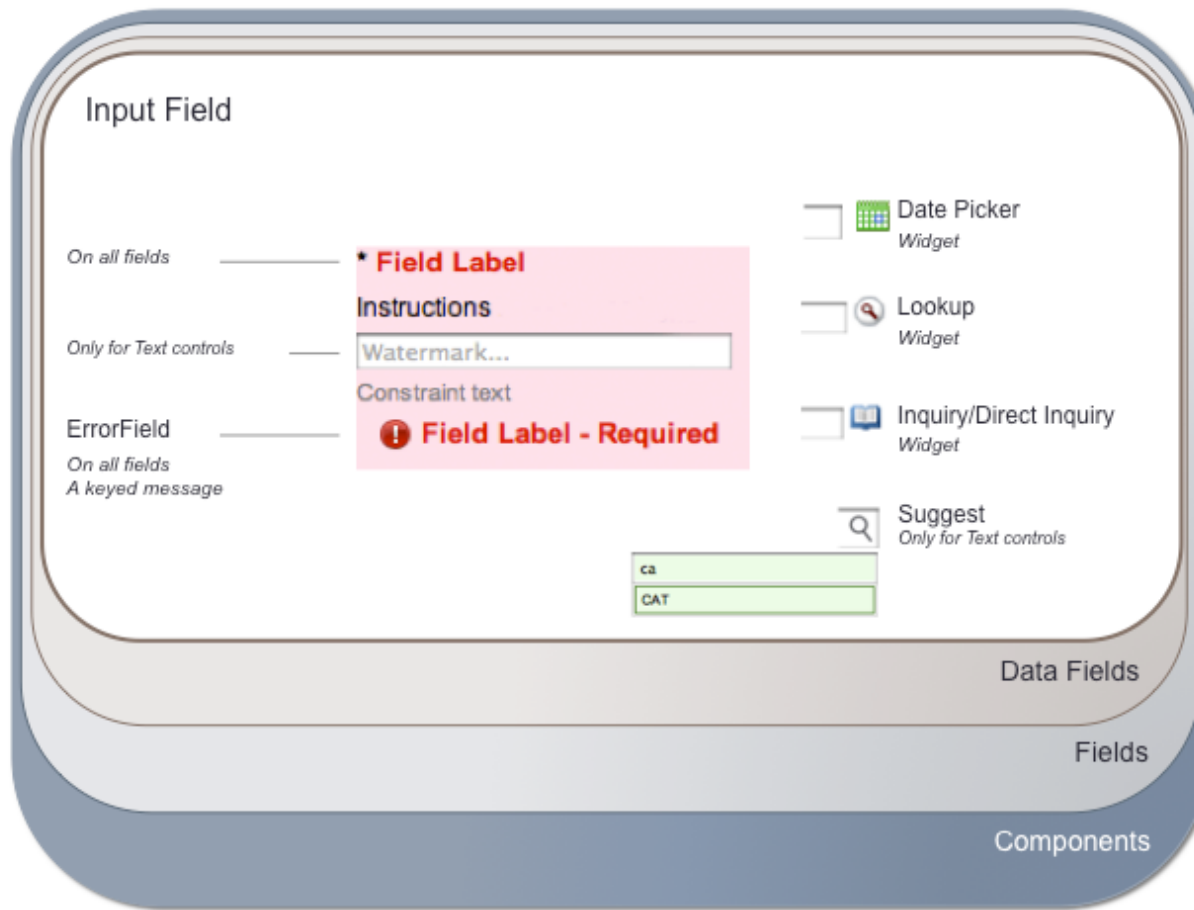 Input Field
On all fields
* Field Label
Instructions
Only for Text controls
Watermark...
Constraint text
ErrorField
Field Label - Required
On all fields
A keyed message
Date Picker
Widget
Lookup
Widget
Inquiry/Direct Inquiry
Widget
Suggest
Only for Text controls
ca
CAT
Data Fields
Fields
Components